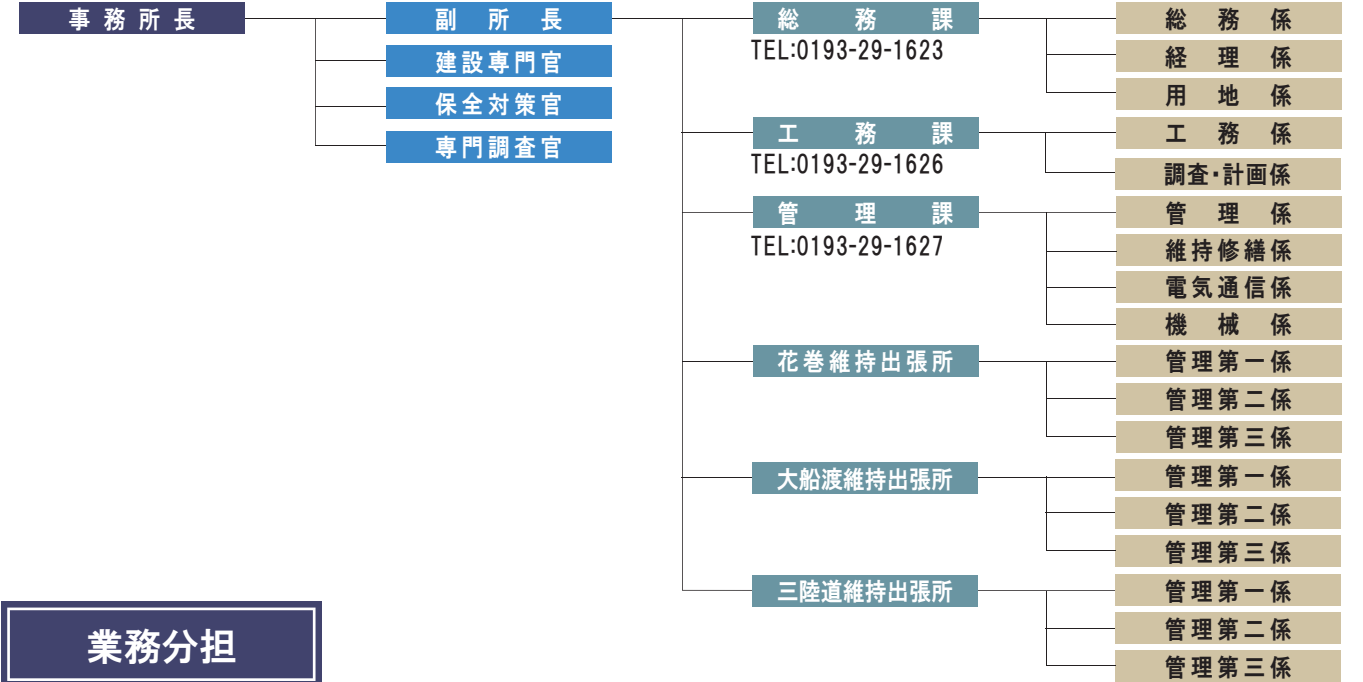 事務所長
副所長
建設専門官
保全対策官
専門調査官
総務課
TEL:0193-29-1623
総務係
経理係
用地係
工務課
TEL:0193-29-1626
工務係
調査・計画係
管理課
TEL:0193-29-1627
管理係
維持修繕係
電気通信係
機械係
花巻維持出張所
管理第一係
管理第二係
管理第三係
大船渡維持出張所
管理第一係
管理第二係
管理第三係
三陸道維持出張所
管理第一係
管理第二係
管理第三係
業務分担